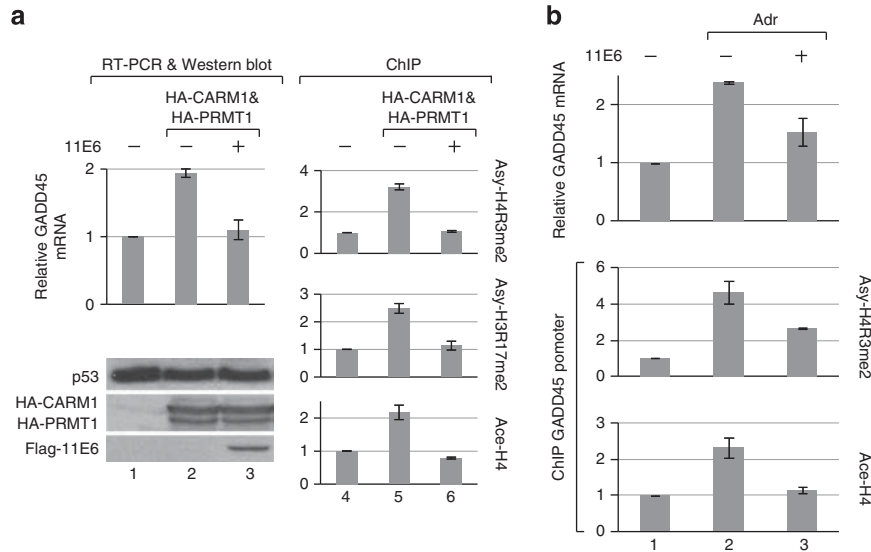 a
RT-PCR & Western blot
HA-CARM1&
HA-PRMT1
11E6 – – +
Relative GADD45
mRNA
2
1
0
p53
HA-CARM1
HA-PRMT1
Flag-11E6
1 2 3
ChIP
HA-CARM1&
HA-PRMT1
– – +
4
2
0
Asy-H4R3me2
3
2
1
0
Asy-H3R17me2
2
1
0
Ace-H4
4 5 6
b
Adr
11E6 – – +
Relative GADD45 mRNA
2
1
0
ChIP GADD45 pomoter
6
4
2
0
Asy-H4R3me2
3
2
1
0
Ace-H4
1 2 3